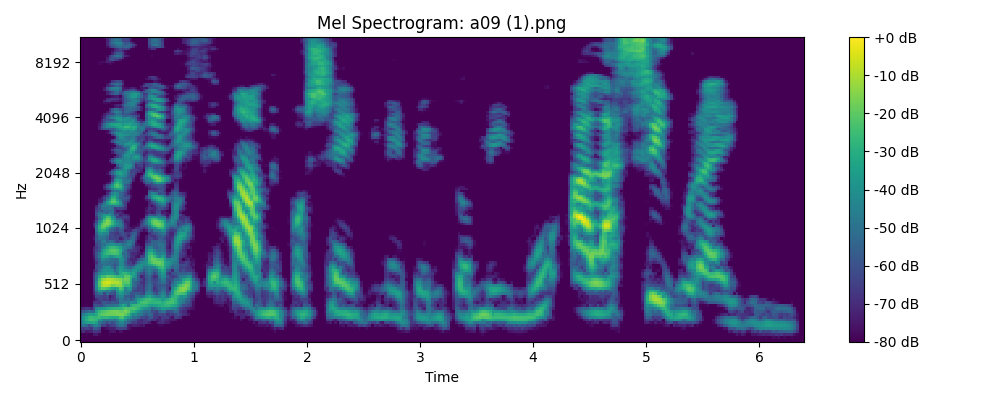 Mel Spectrogram: a09 (1).png
Hz
8192
4096
2048
1024
512
0
0 1 2 3 4 5 6
Time
+0 dB
-10 dB
-20 dB
-30 dB
-40 dB
-50 dB
-60 dB
-70 dB
-80 dB